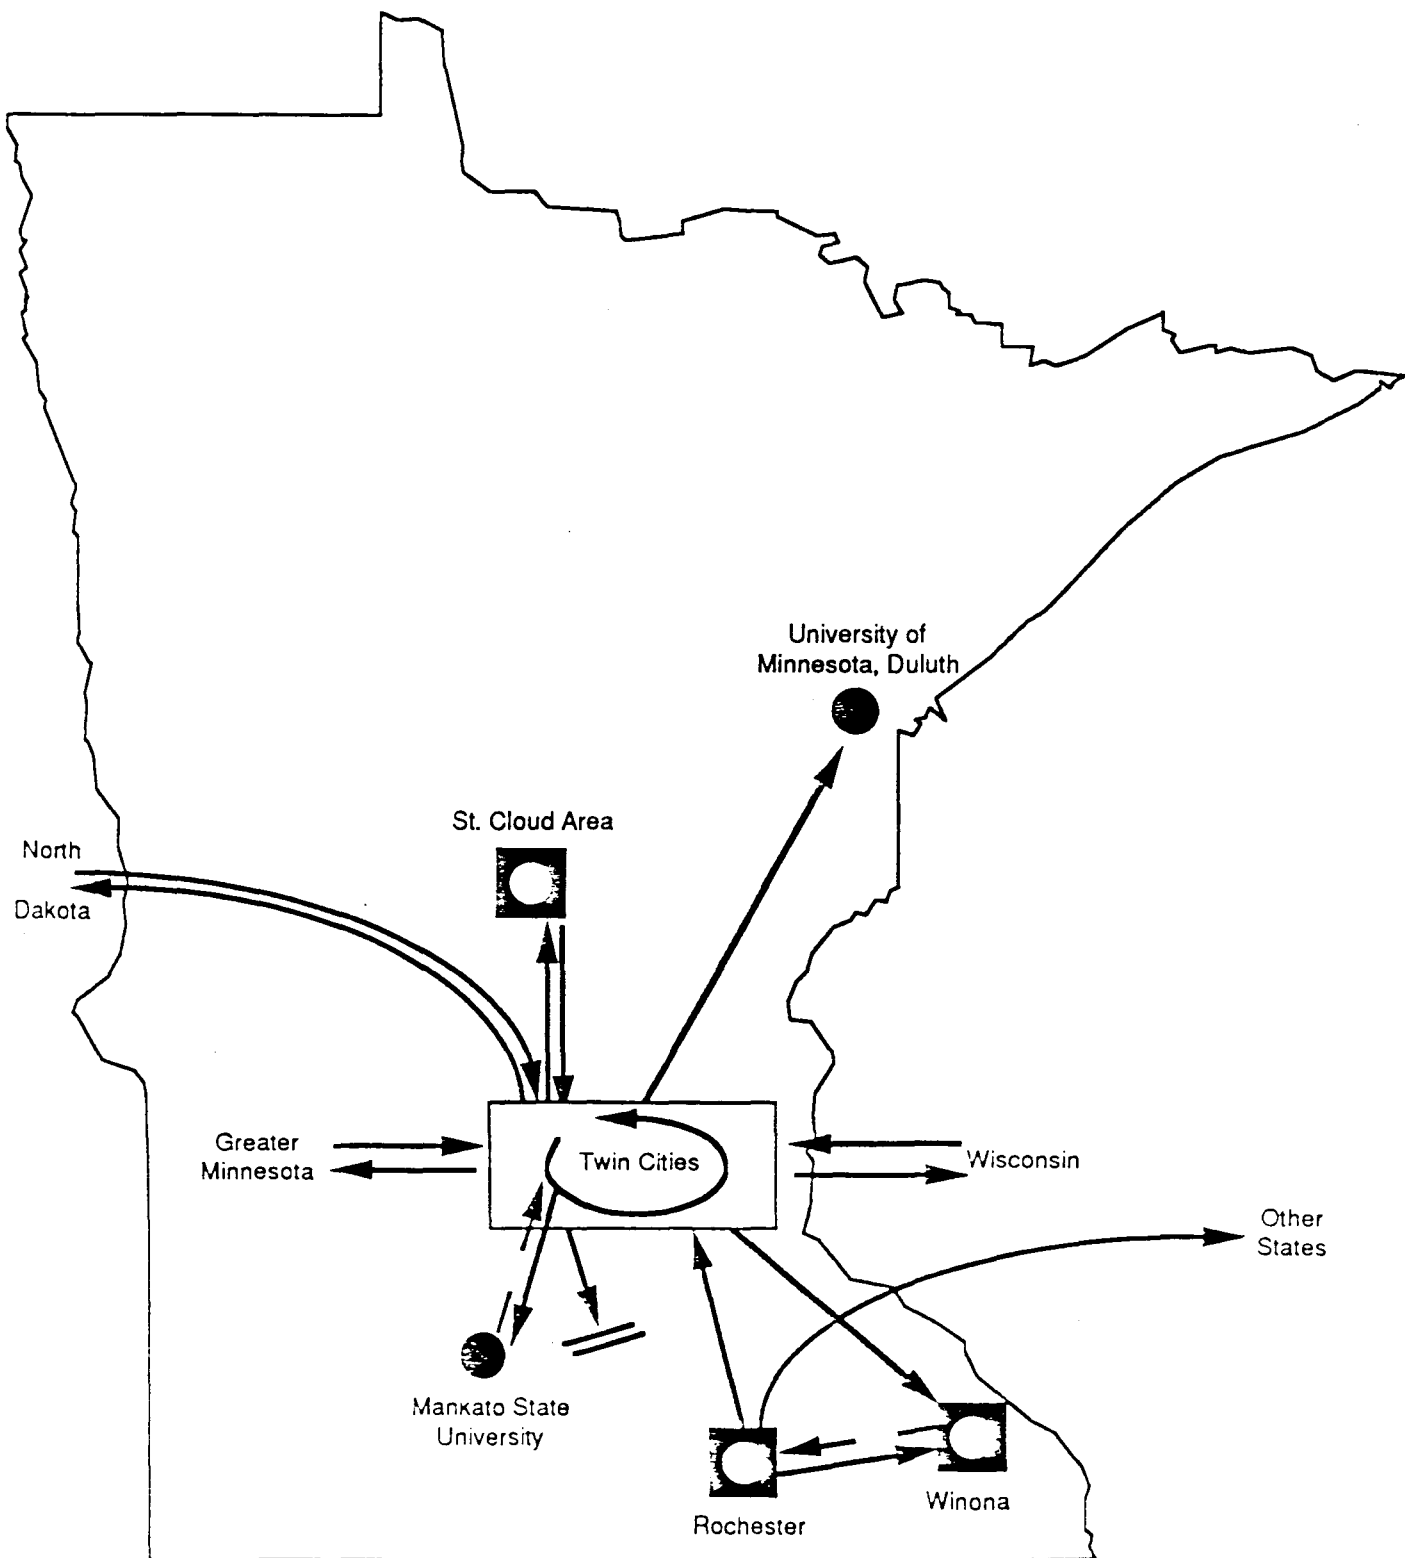 University of
Minnesota, Duluth
St. Cloud Area
North
Dakota
Greater
Minnesota
Twin Cities
Wisconsin
Other
States
Mankato State
University
Winona
Rochester